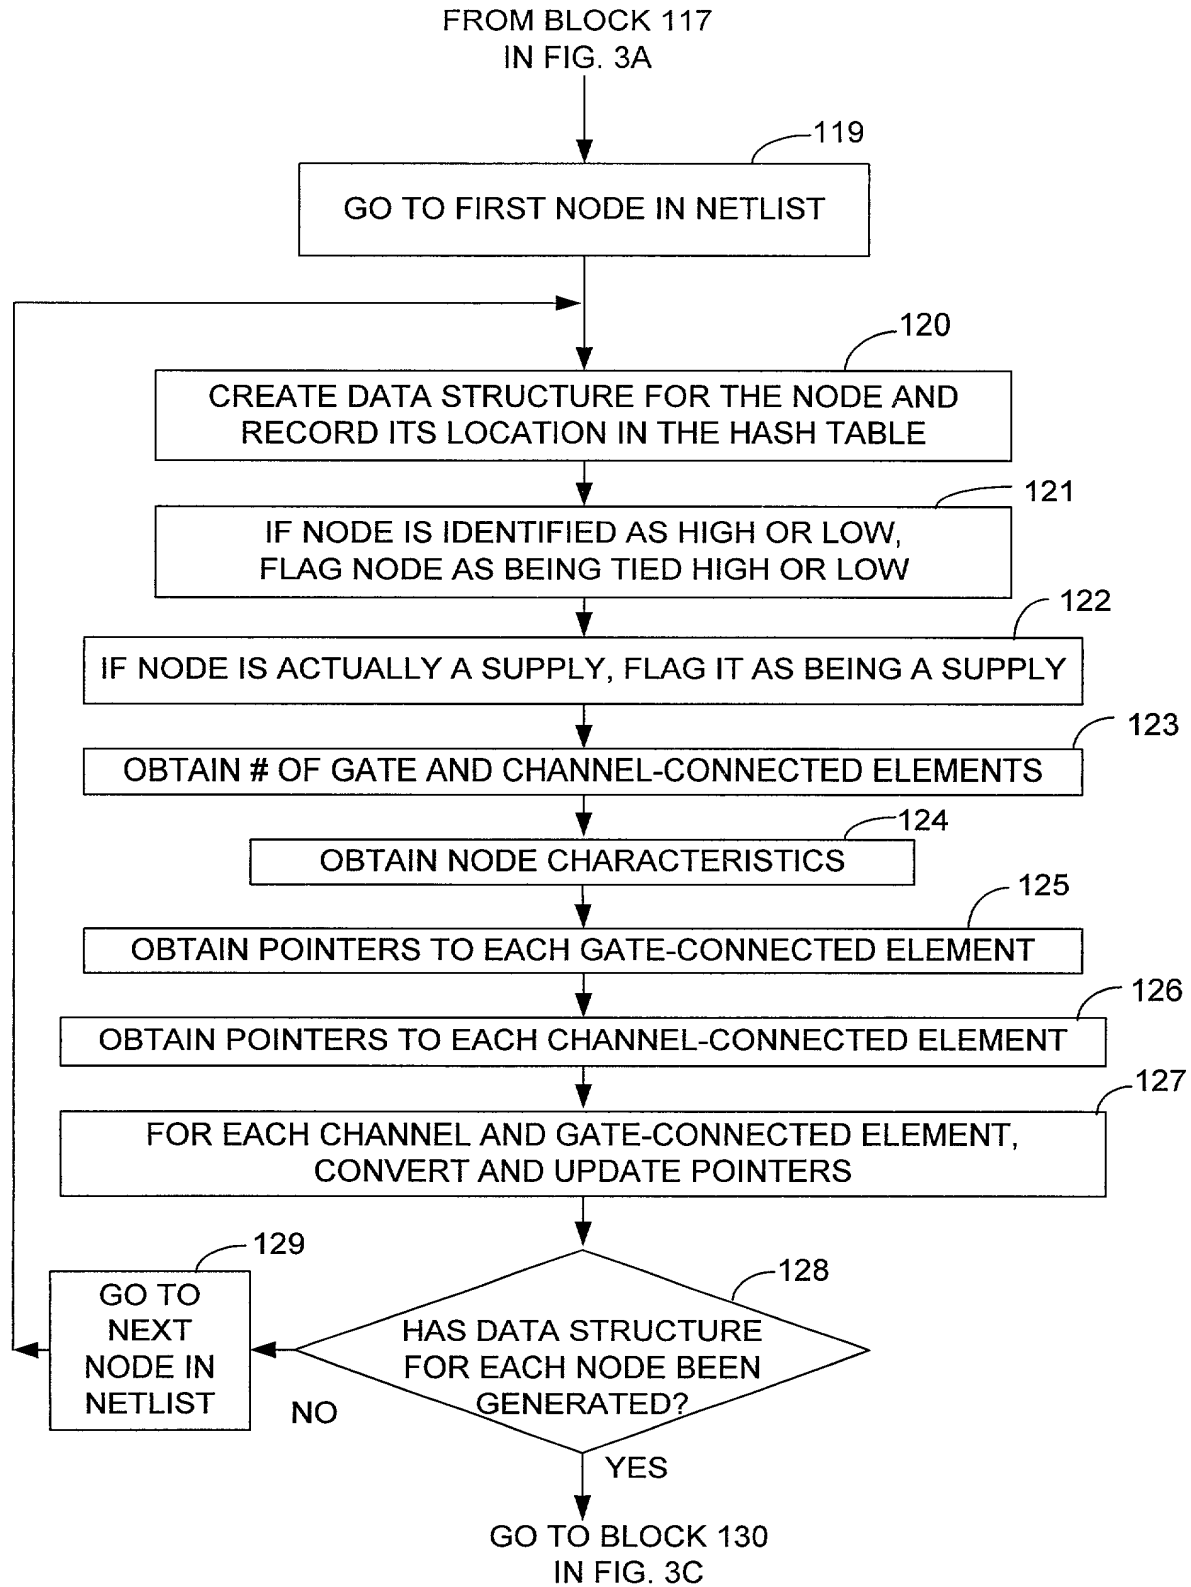 FROM BLOCK 117
IN FIG. 3A
119
GO TO FIRST NODE IN NETLIST
120
CREATE DATA STRUCTURE FOR THE NODE AND
RECORD ITS LOCATION IN THE HASH TABLE
121
IF NODE IS IDENTIFIED AS HIGH OR LOW,
FLAG NODE AS BEING TIED HIGH OR LOW
122
IF NODE IS ACTUALLY A SUPPLY, FLAG IT AS BEING A SUPPLY
123
OBTAIN # OF GATE AND CHANNEL-CONNECTED ELEMENTS
124
OBTAIN NODE CHARACTERISTICS
125
OBTAIN POINTERS TO EACH GATE-CONNECTED ELEMENT
126
OBTAIN POINTERS TO EACH CHANNEL-CONNECTED ELEMENT
127
FOR EACH CHANNEL AND GATE-CONNECTED ELEMENT,
CONVERT AND UPDATE POINTERS
128
HAS DATA STRUCTURE
FOR EACH NODE BEEN
GENERATED?
NO
129
GO TO
NEXT
NODE IN
NETLIST
YES
GO TO BLOCK 130
IN FIG. 3C